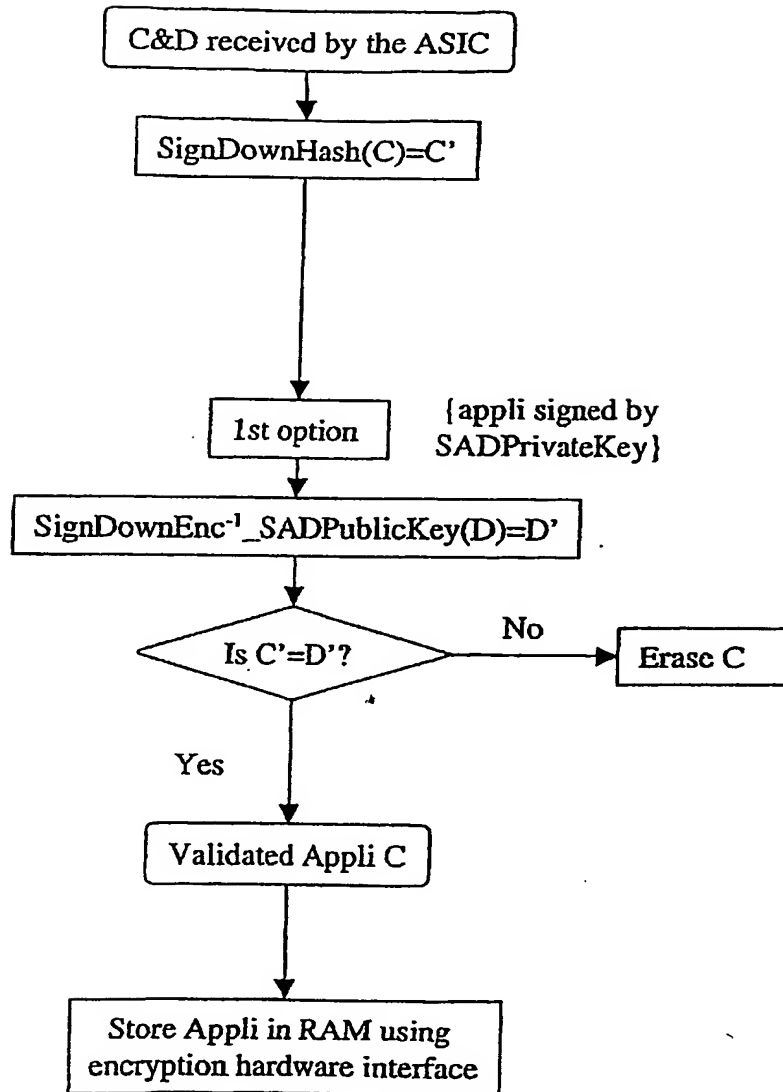 C&D received by the ASIC
SignDownHash(C)=C’
1st option
{appli signed by
SADPrivateKey}
SignDownEnc⁻¹_SADPublicKey(D)=D’
Is C’=D’?
No
Erase C
Yes
Validated Appli C
Store Appli in RAM using
encryption hardware interface